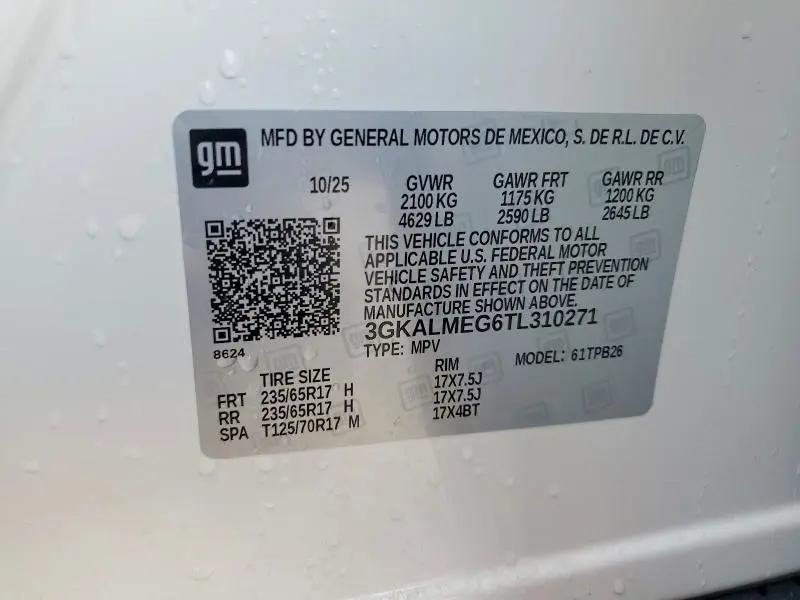 gm MFD BY GENERAL MOTORS DE MEXICO, S. DE R.L. DE C.V.
10/25 GVWR GAWR FRT GAWR RR
2100 KG 1175 KG 1200 KG
4629 LB 2590 LB 2645 LB
THIS VEHICLE CONFORMS TO ALL
APPLICABLE U.S. FEDERAL MOTOR
VEHICLE SAFETY AND THEFT PREVENTION
STANDARDS IN EFFECT ON THE DATE OF
MANUFACTURE SHOWN ABOVE.
3GKALMEG6TL310271
8624 TYPE: MPV MODEL: 61TPB26
TIRE SIZE RIM
FRT 235/65R17 H 17X7.5J
RR 235/65R17 H 17X7.5J
SPA T125/70R17 M 17X4BT